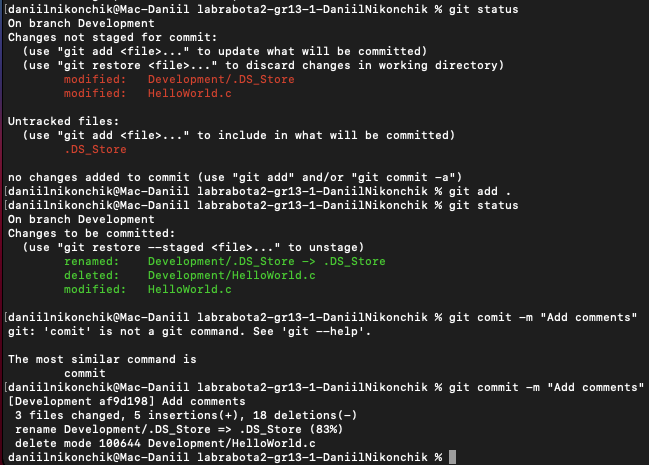 [daniilnikonchik@Mac-Daniil labrabota2-gr13-1-DaniilNikonchik % git status
On branch Development
Changes not staged for commit:
  (use "git add <file>..." to update what will be committed)
  (use "git restore <file>..." to discard changes in working directory)
        modified:   Development/.DS_Store
        modified:   HelloWorld.c

Untracked files:
  (use "git add <file>..." to include in what will be committed)
        .DS_Store

no changes added to commit (use "git add" and/or "git commit -a")
[daniilnikonchik@Mac-Daniil labrabota2-gr13-1-DaniilNikonchik % git add .
[daniilnikonchik@Mac-Daniil labrabota2-gr13-1-DaniilNikonchik % git status
On branch Development
Changes to be committed:
  (use "git restore --staged <file>..." to unstage)
        renamed:    Development/.DS_Store -> .DS_Store
        deleted:    Development/HelloWorld.c
        modified:   HelloWorld.c

[daniilnikonchik@Mac-Daniil labrabota2-gr13-1-DaniilNikonchik % git comit -m "Add comments"
git: 'comit' is not a git command. See 'git --help'.

The most similar command is
        commit
[daniilnikonchik@Mac-Daniil labrabota2-gr13-1-DaniilNikonchik % git commit -m "Add comments"
[Development af9d198] Add comments
 3 files changed, 5 insertions(+), 18 deletions(-)
 rename Development/.DS_Store => .DS_Store (83%)
 delete mode 100644 Development/HelloWorld.c
daniilnikonchik@Mac-Daniil labrabota2-gr13-1-DaniilNikonchik %